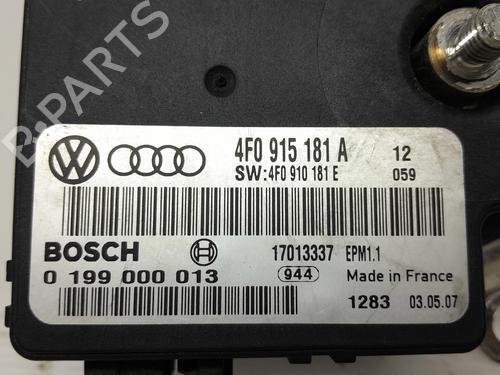 B-PARTS
4F0 915 181 A 12
SW:4F0 910 181 E 059
BOSCH 17013337 EPM1.1
0 199 000 013 944 Made in France
1283 03.05.07